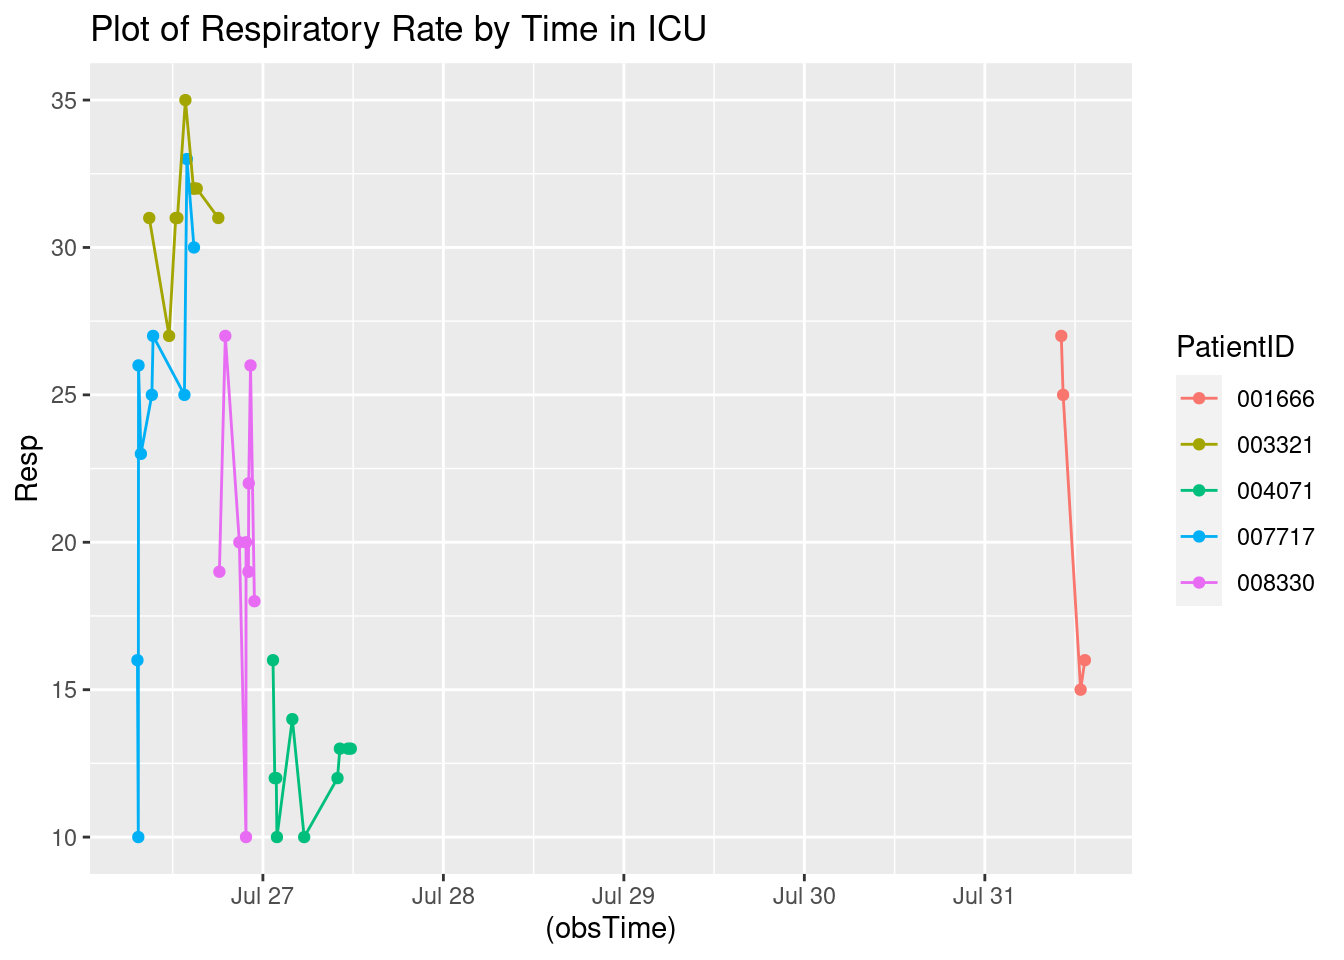 Plot of Respiratory Rate by Time in ICU
35
30
25
20
15
10
Resp
Jul 27 Jul 28 Jul 29 Jul 30 Jul 31
(obsTime)
PatientID
001666
003321
004071
007717
008330